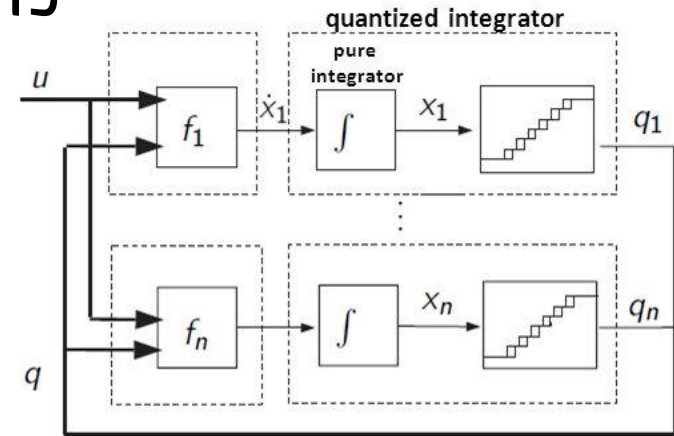 quantized integrator
pure
integrator
u
f₁
ẋ₁
∫
x₁
q₁
⋮
fₙ
∫
xₙ
qₙ
q